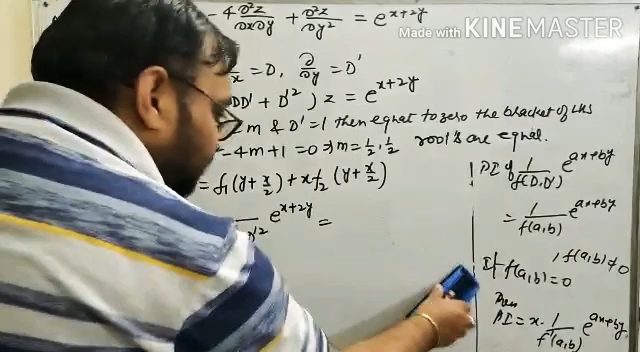 - 4 ∂²z/∂x∂y + ∂²z/∂y² = e^(x+2y)
Made with KINEMASTER
x = D, ∂/∂y = D'
DD' + D'²) z = e^(x+2y)
m & D'=1 then equat to zero the bracket of LHS
-4m+1=0 ⇒ m = 1/2, 1/2 roots are equal.
= f₁(y+x/2) + x f₂(y+x/2)
D'² e^(x+2y) =
PI of 1/f(D,D') e^(ax+by)
= 1/f(a,b) e^(ax+by)
, f(a,b) ≠ 0
If f(a,b) = 0
Then
PI = x. 1/f'(a,b) e^(ax+by)